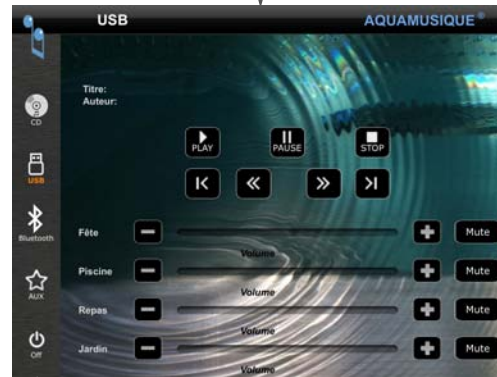 USB
AQUAMUSIQUE®
Titre:
Auteur:
CD
PLAY
PAUSE
STOP
USB
Bluetooth
Fête
Mute
Volume
Piscine
Mute
Volume
AUX
Repas
Mute
Volume
Off
Jardin
Mute
Volume